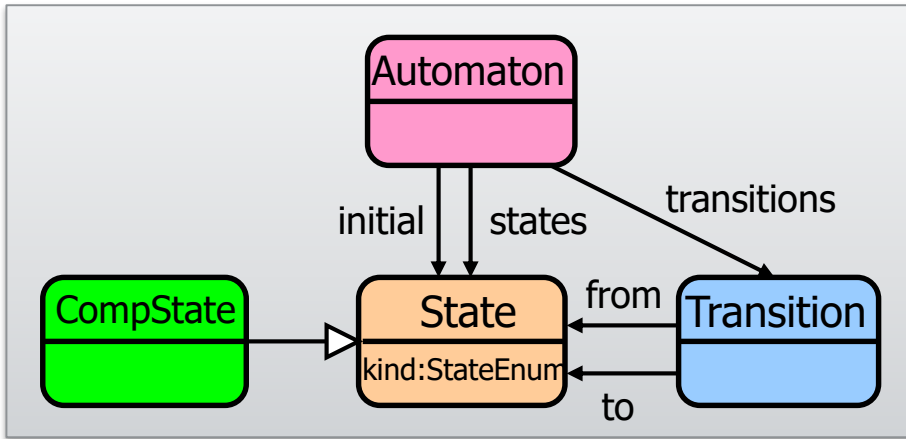 Automaton
initial
states
transitions
CompState
State
kind:StateEnum
from
to
Transition